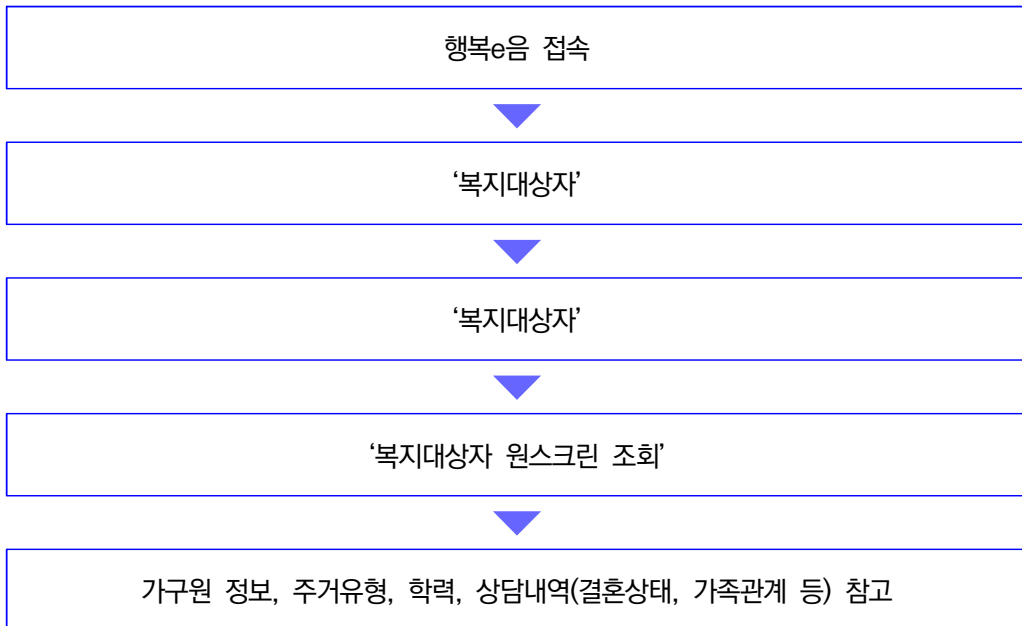 행복e음 접속
‘복지대상자’
‘복지대상자’
‘복지대상자 원스크린 조회’
가구원 정보, 주거유형, 학력, 상담내역(결혼상태, 가족관계 등) 참고